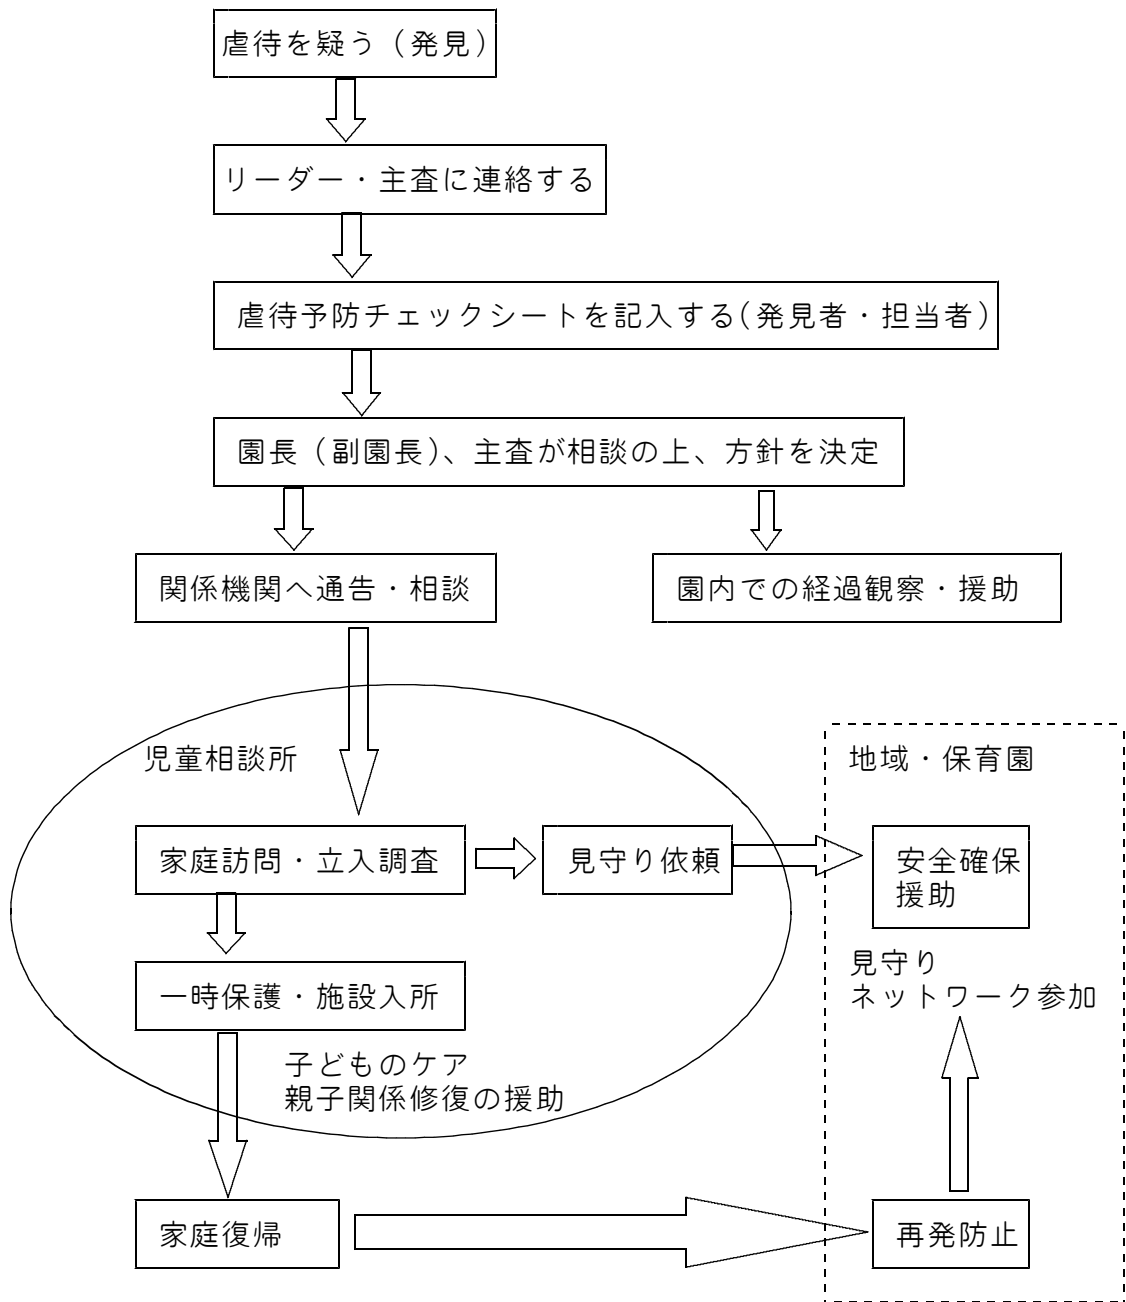 虐待を疑う（発見）
リーダー・主査に連絡する
虐待予防チェックシートを記入する(発見者・担当者)
園長（副園長）、主査が相談の上、方針を決定
関係機関へ通告・相談
園内での経過観察・援助
児童相談所
地域・保育園
家庭訪問・立入調査
見守り依頼
安全確保
援助
見守り
ネットワーク参加
一時保護・施設入所
子どものケア
親子関係修復の援助
家庭復帰
再発防止